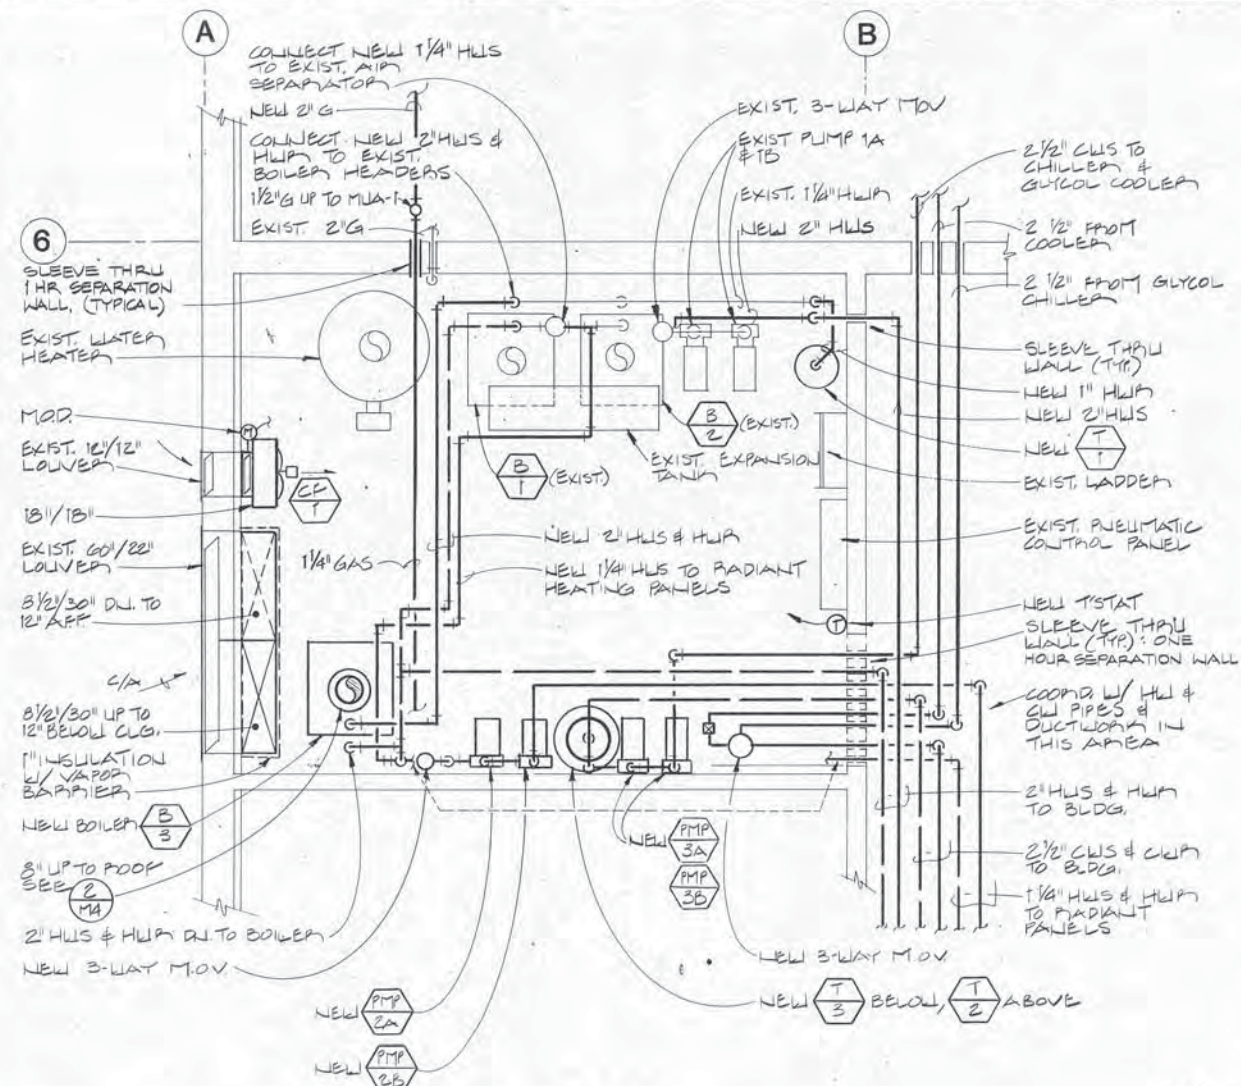 A
B
CONNECT NEW 1 1/4" HWS
TO EXIST. AIR
SEPARATOR
NEW 2" G
CONNECT NEW 2" HWS &
HWR TO EXIST.
BOILER HEADERS
1 1/2" G UP TO MUA-1
EXIST. 2" G
EXIST. 3-WAY MOV
EXIST PUMP 1A
& 1B
EXIST. 1 1/4" HWR
NEW 2" HWS
2 1/2" CWS TO
CHILLER &
GLYCOL COOLER
2 1/2" FROM
COOLER
2 1/2" FROM GLYCOL
CHILLER
6
SLEEVE THRU
1 HR SEPARATION
WALL. (TYPICAL)
EXIST. WATER
HEATER
M.O.D.
M
EXIST. 12"/12"
LOUVER
18"/18"
EXIST. 60"/22"
LOUVER
8 1/2"/30" DN. TO
12" AFF.
C/A
8 1/2"/30" UP TO
12" BELOW CLG.
1" INSULATION
W/ VAPOR
BARRIER
NEW BOILER B
3
8" UP TO ROOF
SEE 2
M4
2" HWS & HWR DN. TO BOILER
NEW 3-WAY M.O.V.
CF
1
B
1
(EXIST.)
B
2
(EXIST.)
EXIST. EXPANSION
TANK
1 1/4" GAS
NEW 2" HWS & HWR
NEW 1 1/4" HWS TO RADIANT
HEATING PANELS
T
SLEEVE THRU
WALL (TYP.)
NEW 1" HWR
NEW 2" HWS
NEW T
1
EXIST. LADDER
EXIST. PNEUMATIC
CONTROL PANEL
NEW T'STAT
SLEEVE THRU
WALL (TYP.) : ONE
HOUR SEPARATION WALL
COORD. W/ HW &
CW PIPES &
DUCTWORK IN
THIS AREA
2" HWS & HWR
TO BLDG.
2 1/2" CWS & CWR
TO BLDG.
1 1/4" HWS & HWR
TO RADIANT
PANELS
NEW PMP
3A
PMP
3B
NEW 3-WAY M.O.V.
NEW T
3
BELOW, T
2
ABOVE
NEW PMP
2A
NEW PMP
2B